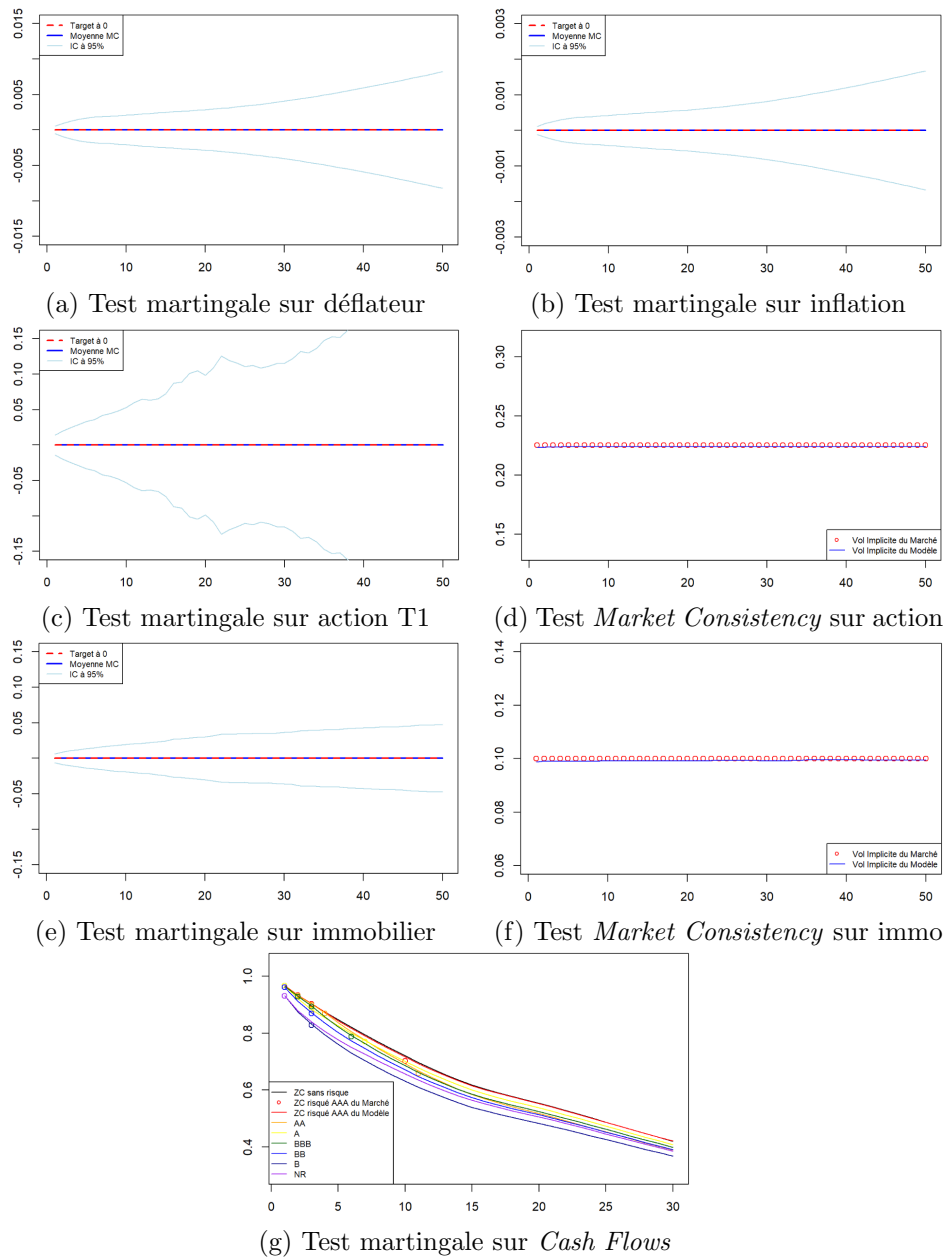 0.015
0.005
-0.005
-0.015
Target à 0
Moyenne MC
IC à 95%
0 10 20 30 40 50
(a) Test martingale sur déflateur
0.003
0.001
-0.001
-0.003
Target à 0
Moyenne MC
IC à 95%
0 10 20 30 40 50
(b) Test martingale sur inflation
0.15
0.10
0.05
-0.05
-0.15
Target à 0
Moyenne MC
IC à 95%
0 10 20 30 40 50
(c) Test martingale sur action T1
0.30
0.25
0.20
0.15
Vol Implicite du Marché
Vol Implicite du Modèle
0 10 20 30 40 50
(d) Test Market Consistency sur action
0.15
0.10
0.05
-0.05
-0.15
Target à 0
Moyenne MC
IC à 95%
0 10 20 30 40 50
(e) Test martingale sur immobilier
0.14
0.12
0.10
0.08
0.06
Vol Implicite du Marché
Vol Implicite du Modèle
0 10 20 30 40 50
(f) Test Market Consistency sur immo
1.0
0.8
0.6
0.4
ZC sans risque
ZC risqué AAA du Marché
ZC risqué AAA du Modèle
AA
A
BBB
BB
B
NR
0 5 10 15 20 25 30
(g) Test martingale sur Cash Flows